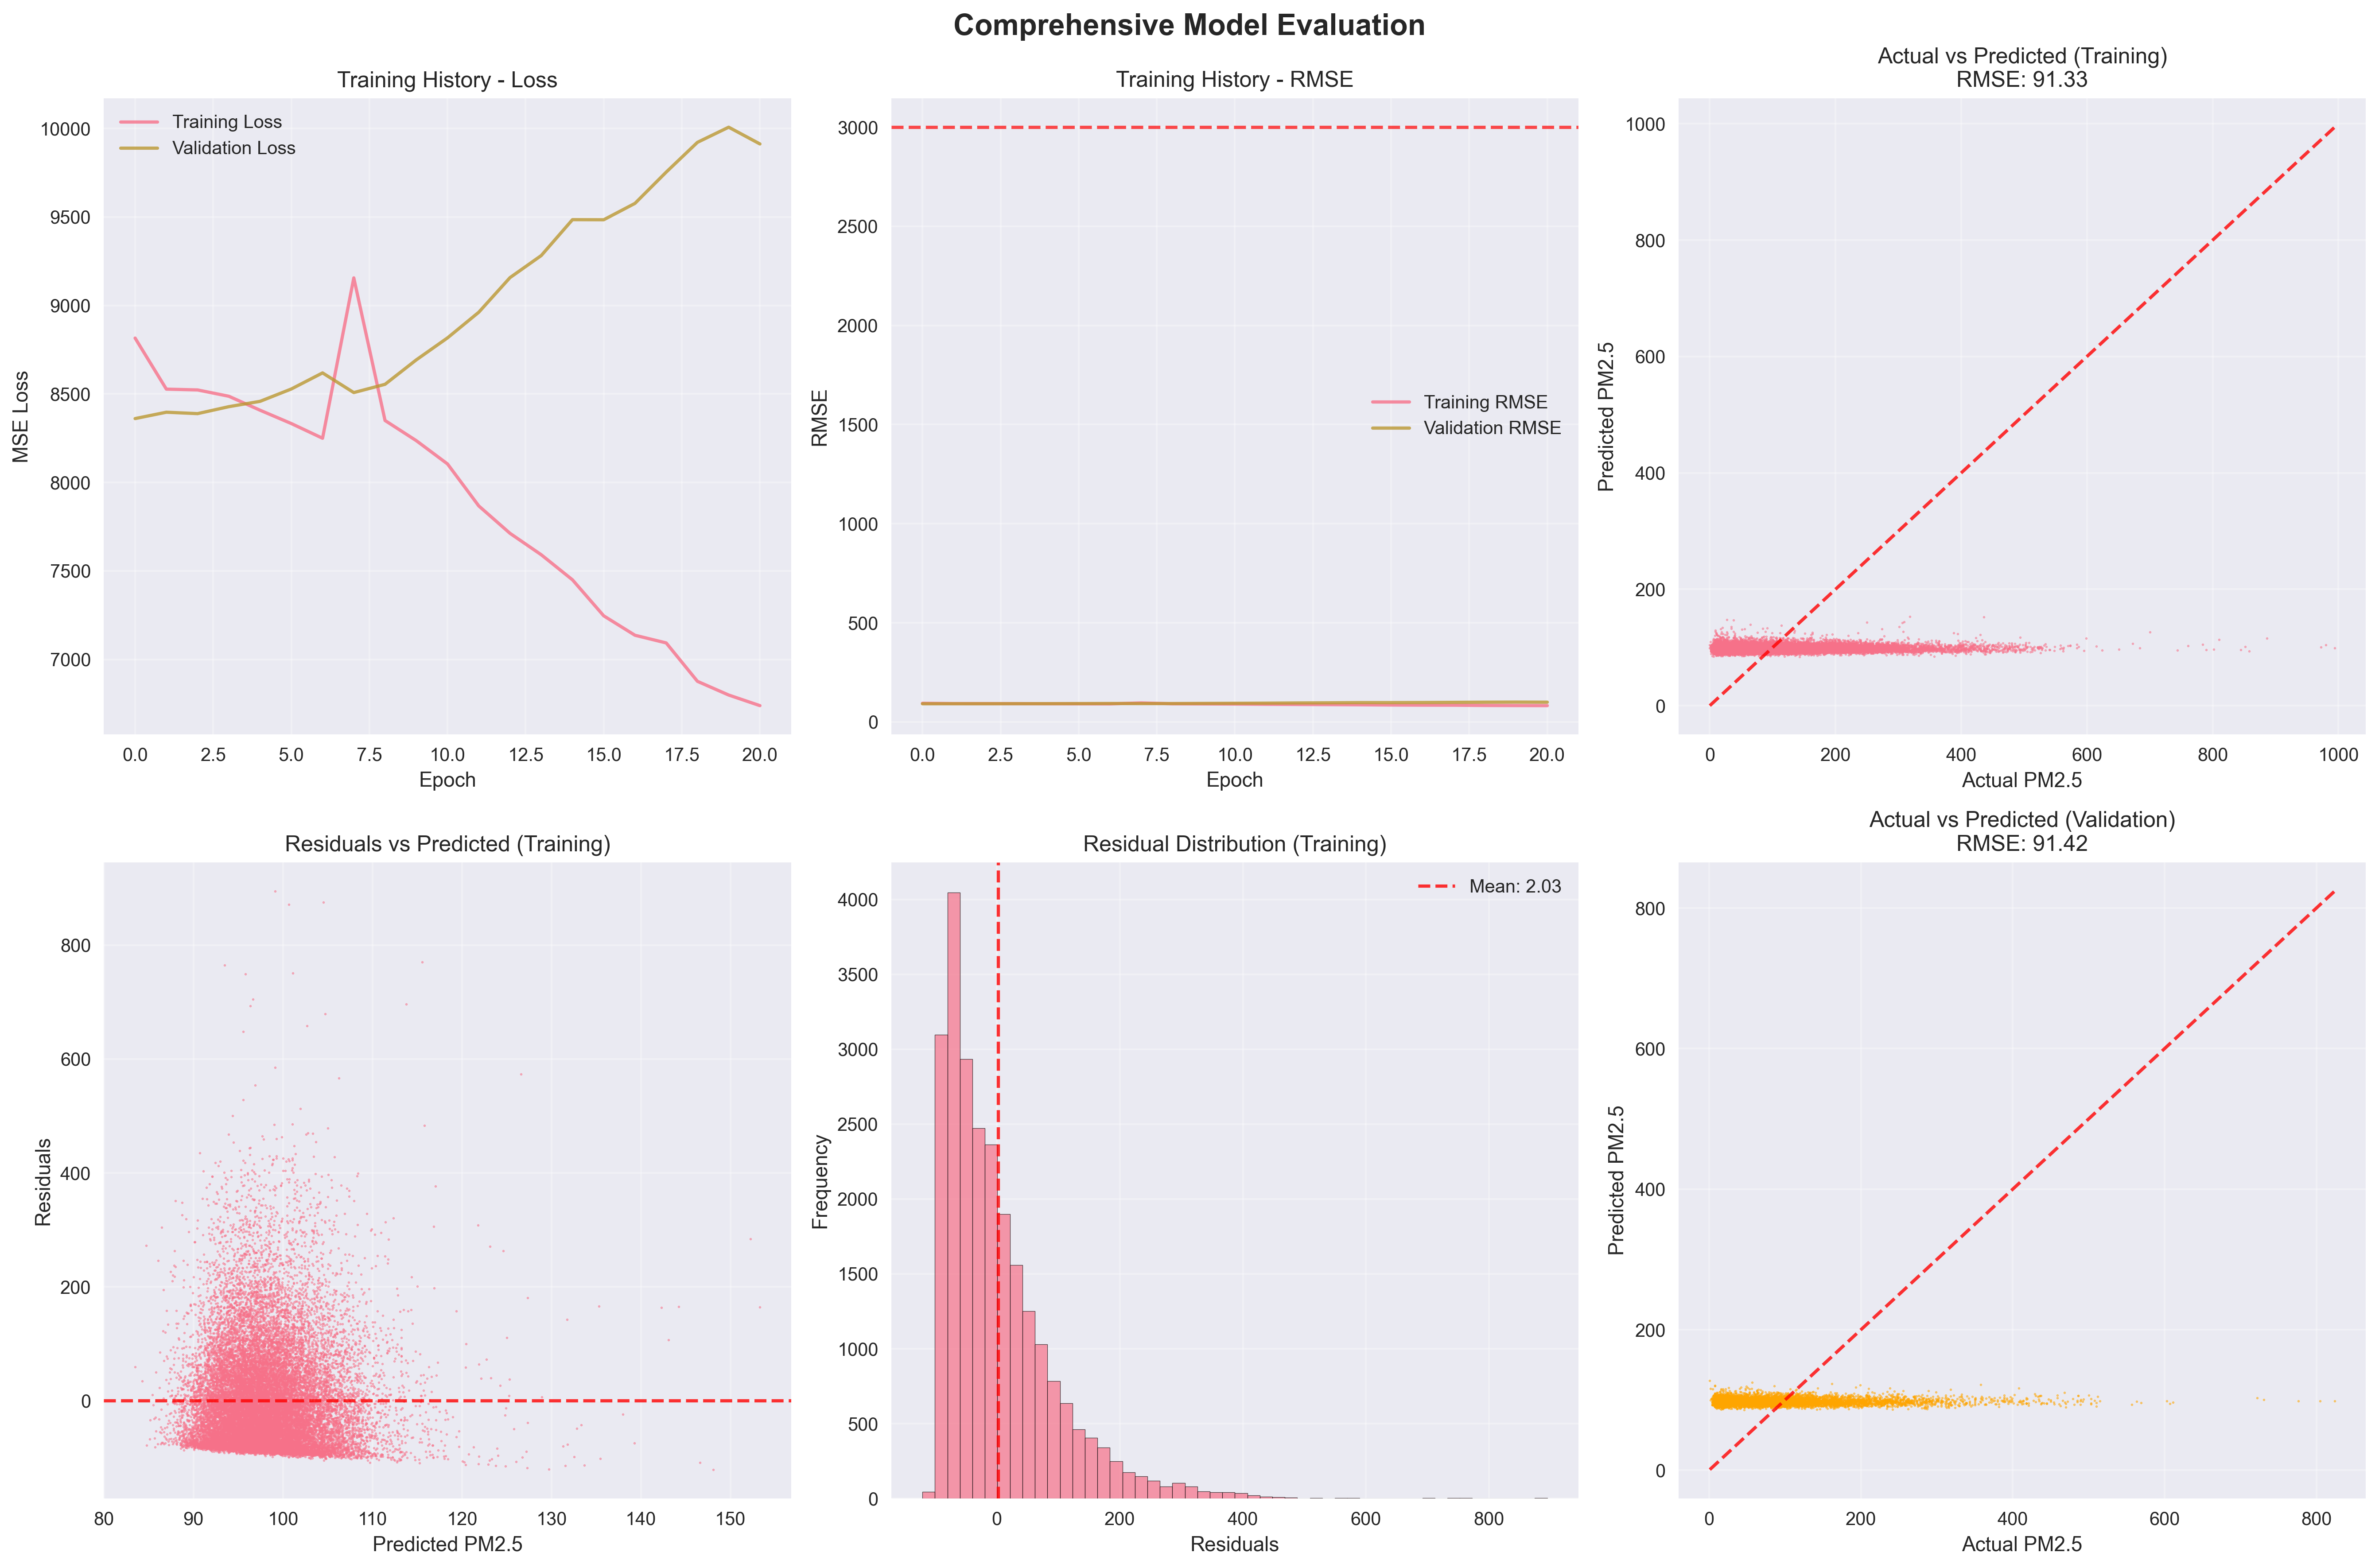 Comprehensive Model Evaluation
Training History - Loss
Training Loss
Validation Loss
10000
9500
9000
8500
8000
7500
7000
MSE Loss
0.0 2.5 5.0 7.5 10.0 12.5 15.0 17.5 20.0
Epoch
Training History - RMSE
3000
2500
2000
1500
1000
500
0
RMSE
Training RMSE
Validation RMSE
0.0 2.5 5.0 7.5 10.0 12.5 15.0 17.5 20.0
Epoch
Actual vs Predicted (Training)
RMSE: 91.33
1000
800
600
400
200
0
Predicted PM2.5
0 200 400 600 800 1000
Actual PM2.5
Residuals vs Predicted (Training)
800
600
400
200
0
Residuals
80 90 100 110 120 130 140 150
Predicted PM2.5
Residual Distribution (Training)
Mean: 2.03
4000
3500
3000
2500
2000
1500
1000
500
0
Frequency
0 200 400 600 800
Residuals
Actual vs Predicted (Validation)
RMSE: 91.42
800
600
400
200
0
Predicted PM2.5
0 200 400 600 800
Actual PM2.5